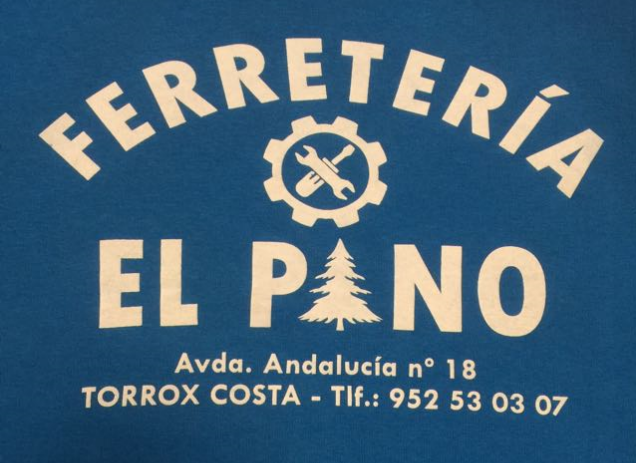 FERRETERÍA
EL PINO
Avda. Andalucía nº 18
TORROX COSTA - Tlf.: 952 53 03 07